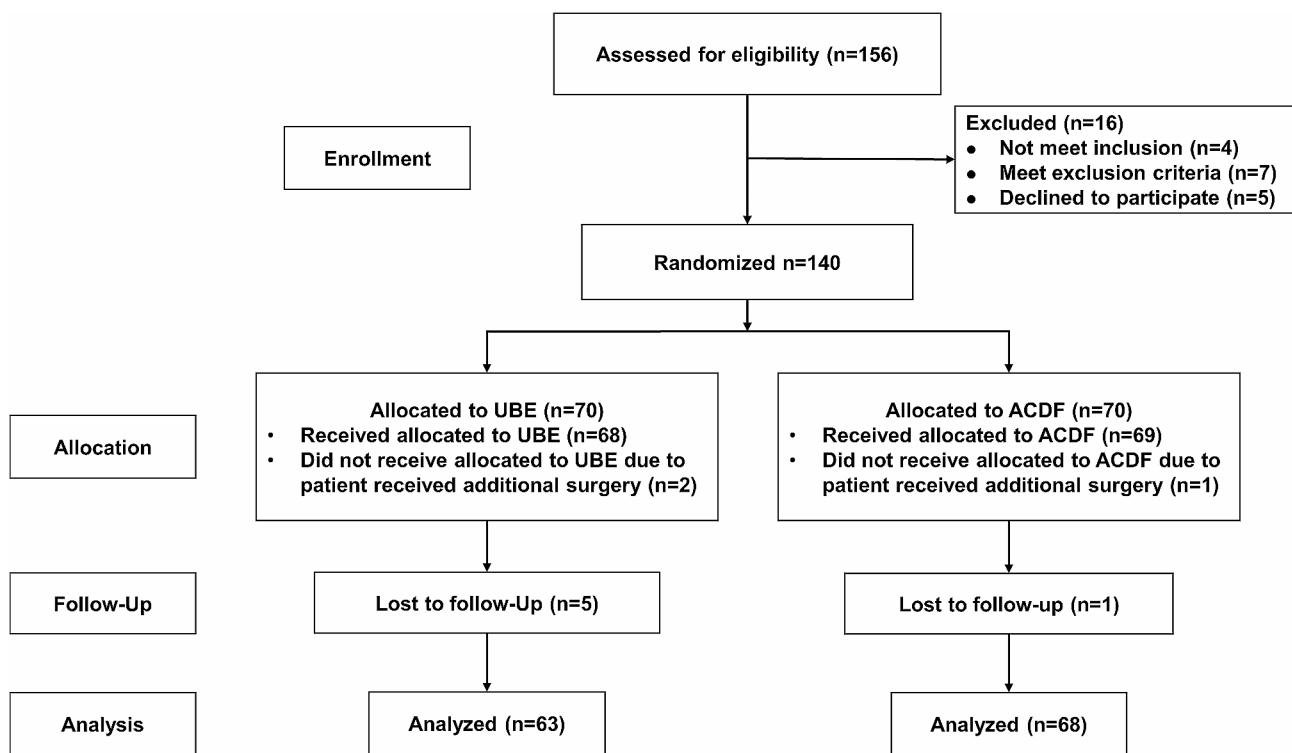 Assessed for eligibility (n=156)
Enrollment
Excluded (n=16)
● Not meet inclusion (n=4)
● Meet exclusion criteria (n=7)
● Declined to participate (n=5)
Randomized n=140
Allocation
Allocated to UBE (n=70)
• Received allocated to UBE (n=68)
• Did not receive allocated to UBE due to
patient received additional surgery (n=2)
Allocated to ACDF (n=70)
• Received allocated to ACDF (n=69)
• Did not receive allocated to ACDF due to
patient received additional surgery (n=1)
Follow-Up
Lost to follow-Up (n=5)
Lost to follow-up (n=1)
Analysis
Analyzed (n=63)
Analyzed (n=68)